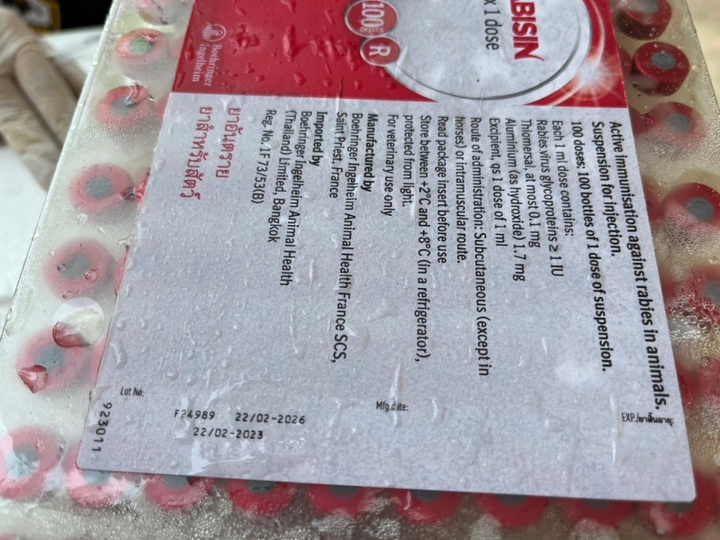 ABISIN
x 1 dose
100
R
Boehringer
Ingelheim
Active immunisation against rabies in animals.
Suspension for injection.
100 doses: 100 bottles of 1 dose of suspension.
Each 1 ml dose contains:
Rabies virus glycoproteins ≥ 1 IU
Thiomersal, at most 0.1 mg
Aluminium (as hydroxide) 1.7 mg
Excipient, qs 1 dose of 1 ml
Route of administration: Subcutaneous (except in
horses) or intramuscular route.
Read package insert before use
Store between +2°C and +8°C (in a refrigerator),
protected from light.
For veterinary use only
Manufactured by
Boehringer Ingelheim Animal Health France SCS,
Saint Priest, France
Imported by
Boehringer Ingelheim Animal Health
(Thailand) Limited, Bangkok
Reg. No. 1F 73/53(B)
ยาอันตราย
ยาสำหรับสัตว์
EXP./ยาสิ้นอายุ:
Mfg.date:
Lot No:
F24989 22/02-2026
22/02-2023
923011